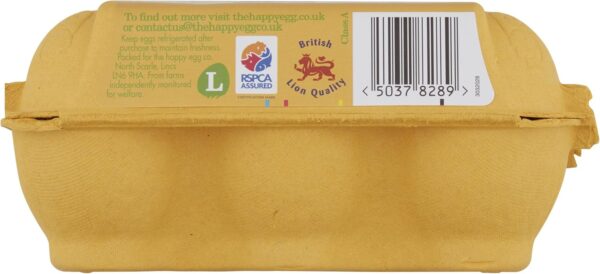 To find out more visit thehappyegg.co.uk
or contactus@thehappyegg.co.uk
Keep eggs refrigerated after
purchase to maintain freshness.
Packed for the happy egg co.
North Scarle, Lincs
LN6 9HA. From farms
independently monitored
for welfare.
L
RSPCA
ASSURED
British
Lion Quality
Class A
< 5037 8289 >